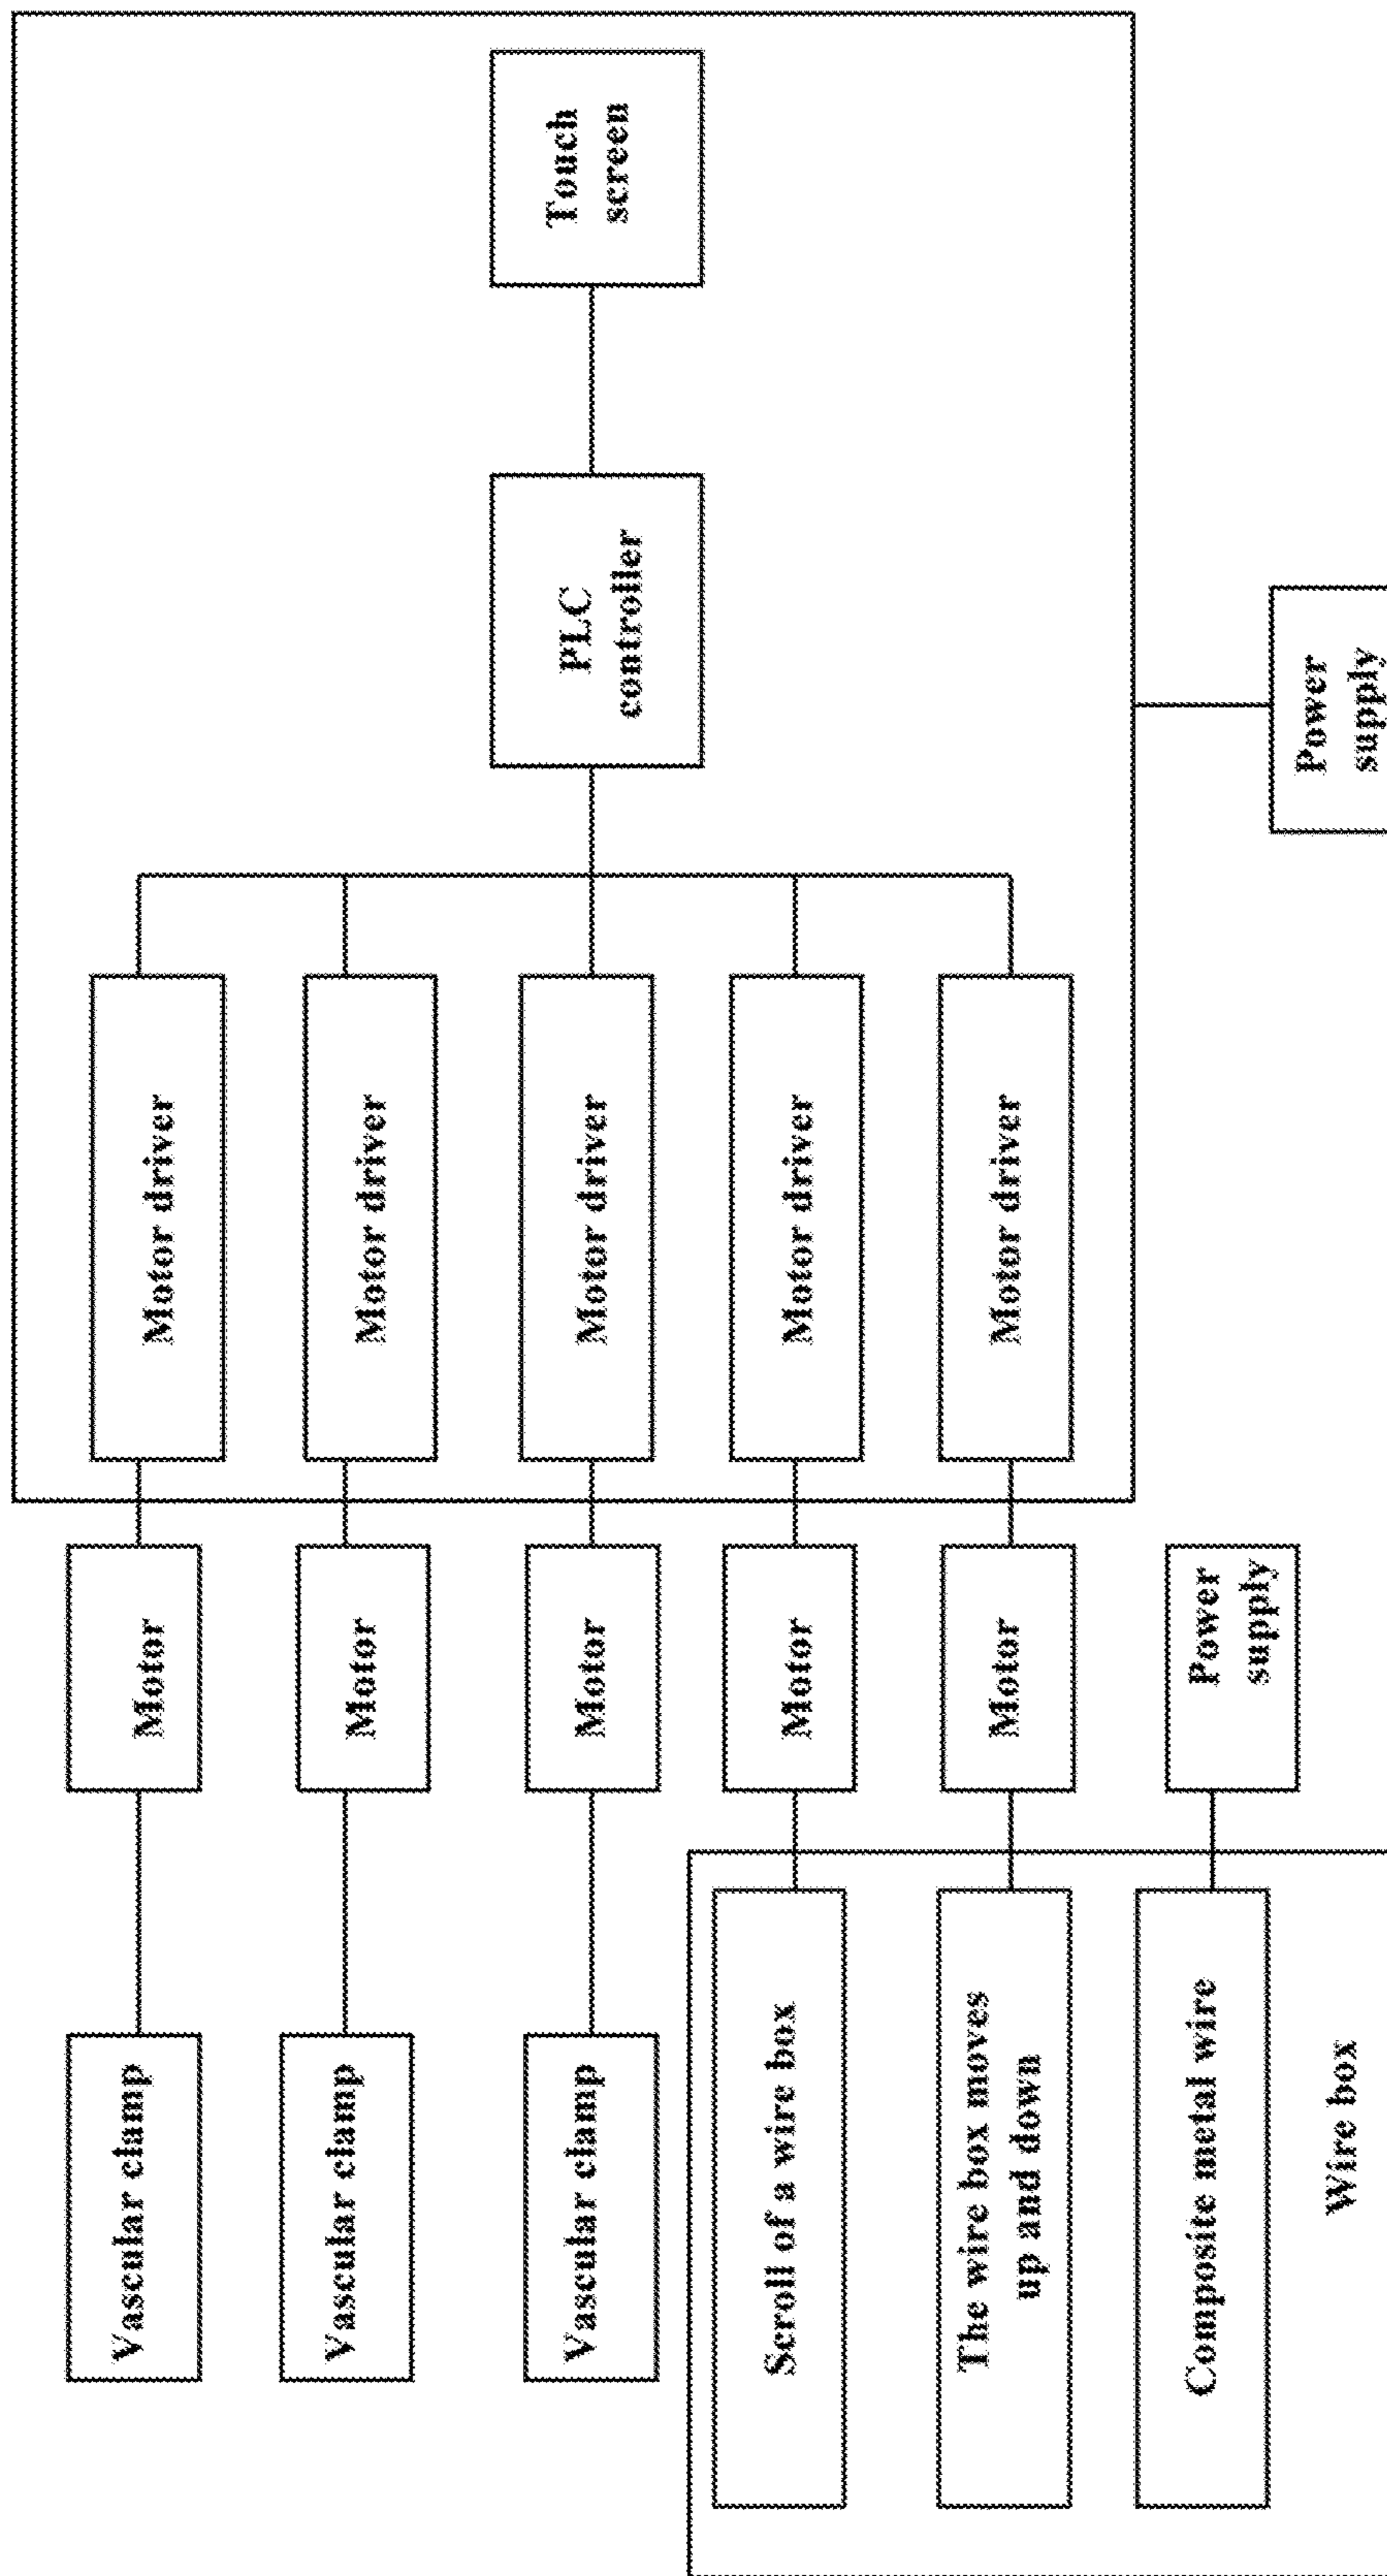 Vascular clamp
Motor
Motor driver
Vascular clamp
Motor
Motor driver
Vascular clamp
Motor
Motor driver
PLC
controller
Touch
screen
Scroll of a wire box
Motor
Motor driver
The wire box moves
up and down
Motor
Motor driver
Composite metal wire
Power
supply
Wire box
Power
supply